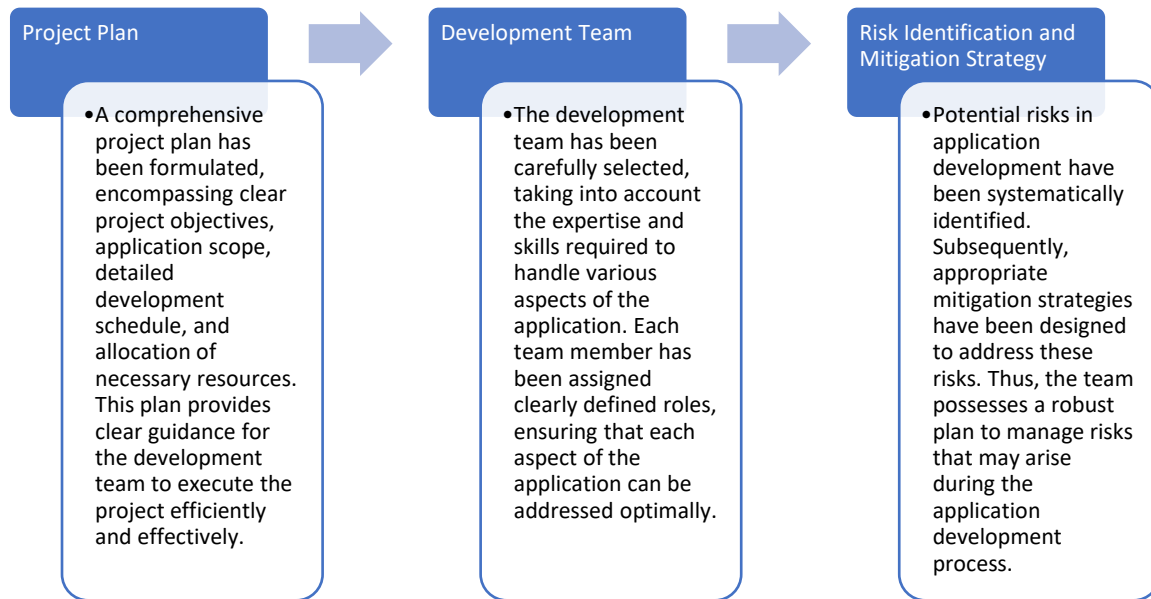 Project Plan
•A comprehensive
project plan has
been formulated,
encompassing clear
project objectives,
application scope,
detailed
development
schedule, and
allocation of
necessary resources.
This plan provides
clear guidance for
the development
team to execute the
project efficiently
and effectively.
Development Team
•The development
team has been
carefully selected,
taking into account
the expertise and
skills required to
handle various
aspects of the
application. Each
team member has
been assigned
clearly defined roles,
ensuring that each
aspect of the
application can be
addressed optimally.
Risk Identification and
Mitigation Strategy
•Potential risks in
application
development have
been systematically
identified.
Subsequently,
appropriate
mitigation strategies
have been designed
to address these
risks. Thus, the team
possesses a robust
plan to manage risks
that may arise
during the
application
development
process.